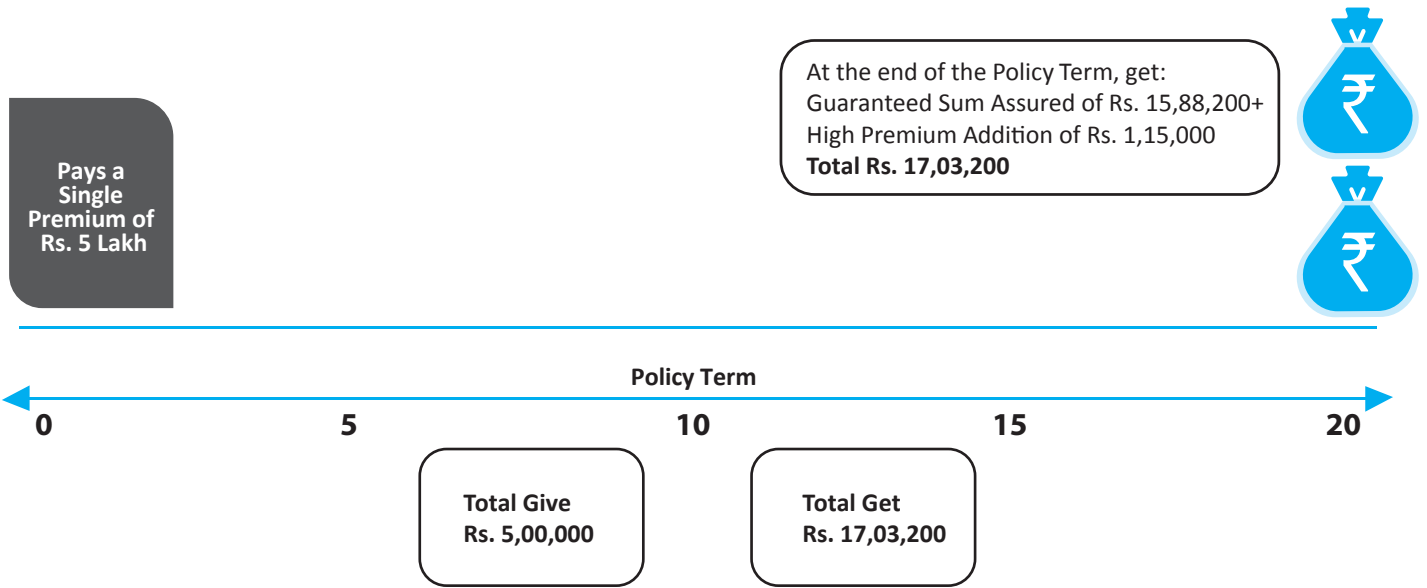 Pays a
Single
Premium of
Rs. 5 Lakh
At the end of the Policy Term, get:
Guaranteed Sum Assured of Rs. 15,88,200+
High Premium Addition of Rs. 1,15,000
Total Rs. 17,03,200
₹
₹
Policy Term
0 5 10 15 20
Total Give
Rs. 5,00,000
Total Get
Rs. 17,03,200